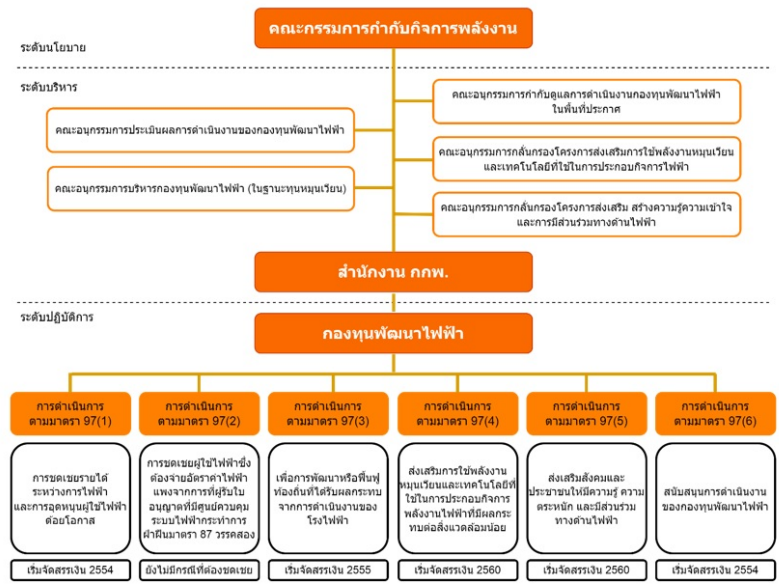 คณะกรรมการกำกับกิจการพลังงาน
ระดับนโยบาย
ระดับบริหาร
คณะอนุกรรมการกำกับดูแลการดำเนินงานกองทุนพัฒนาไฟฟ้า
ในพื้นที่ประกาศ
คณะอนุกรรมการประเมินผลการดำเนินงานของกองทุนพัฒนาไฟฟ้า
คณะอนุกรรมการกลั่นกรองโครงการส่งเสริมการใช้พลังงานหมุนเวียน
และเทคโนโลยีที่ใช้ในการประกอบกิจการไฟฟ้า
คณะอนุกรรมการบริหารกองทุนพัฒนาไฟฟ้า (ในฐานะทุนหมุนเวียน)
คณะอนุกรรมการกลั่นกรองโครงการส่งเสริม สร้างความรู้ความเข้าใจ
และการมีส่วนร่วมทางด้านไฟฟ้า
สำนักงาน กกพ.
ระดับปฏิบัติการ
กองทุนพัฒนาไฟฟ้า
การดำเนินการ
ตามมาตรา 97(1)
การดำเนินการ
ตามมาตรา 97(2)
การดำเนินการ
ตามมาตรา 97(3)
การดำเนินการ
ตามมาตรา 97(4)
การดำเนินการ
ตามมาตรา 97(5)
การดำเนินการ
ตามมาตรา 97(6)
การชดเชยรายได้
ระหว่างการไฟฟ้า
และการอุดหนุนผู้ใช้ไฟฟ้า
ด้อยโอกาส
การชดเชยผู้ใช้ไฟฟ้าซึ่ง
ต้องจ่ายอัตราค่าไฟฟ้า
แพงจากการที่ผู้รับใบ
อนุญาตที่มีศูนย์ควบคุม
ระบบไฟฟ้ากระทำการ
ฝ่าฝืนมาตรา 87 วรรคสอง
เพื่อการพัฒนาหรือฟื้นฟู
ท้องถิ่นที่ได้รับผลกระทบ
จากการดำเนินงานของ
โรงไฟฟ้า
ส่งเสริมการใช้พลังงาน
หมุนเวียนและเทคโนโลยีที่
ใช้ในการประกอบกิจการ
พลังงานไฟฟ้าที่มีผลกระ
ทบต่อสิ่งแวดล้อมน้อย
ส่งเสริมสังคมและ
ประชาชนให้มีความรู้ ความ
ตระหนัก และมีส่วนร่วม
ทางด้านไฟฟ้า
สนับสนุนการดำเนินงาน
ของกองทุนพัฒนาไฟฟ้า
เริ่มจัดสรรเงิน 2554
ยังไม่มีกรณีที่ต้องชดเชย
เริ่มจัดสรรเงิน 2555
เริ่มจัดสรรเงิน 2560
เริ่มจัดสรรเงิน 2560
เริ่มจัดสรรเงิน 2554